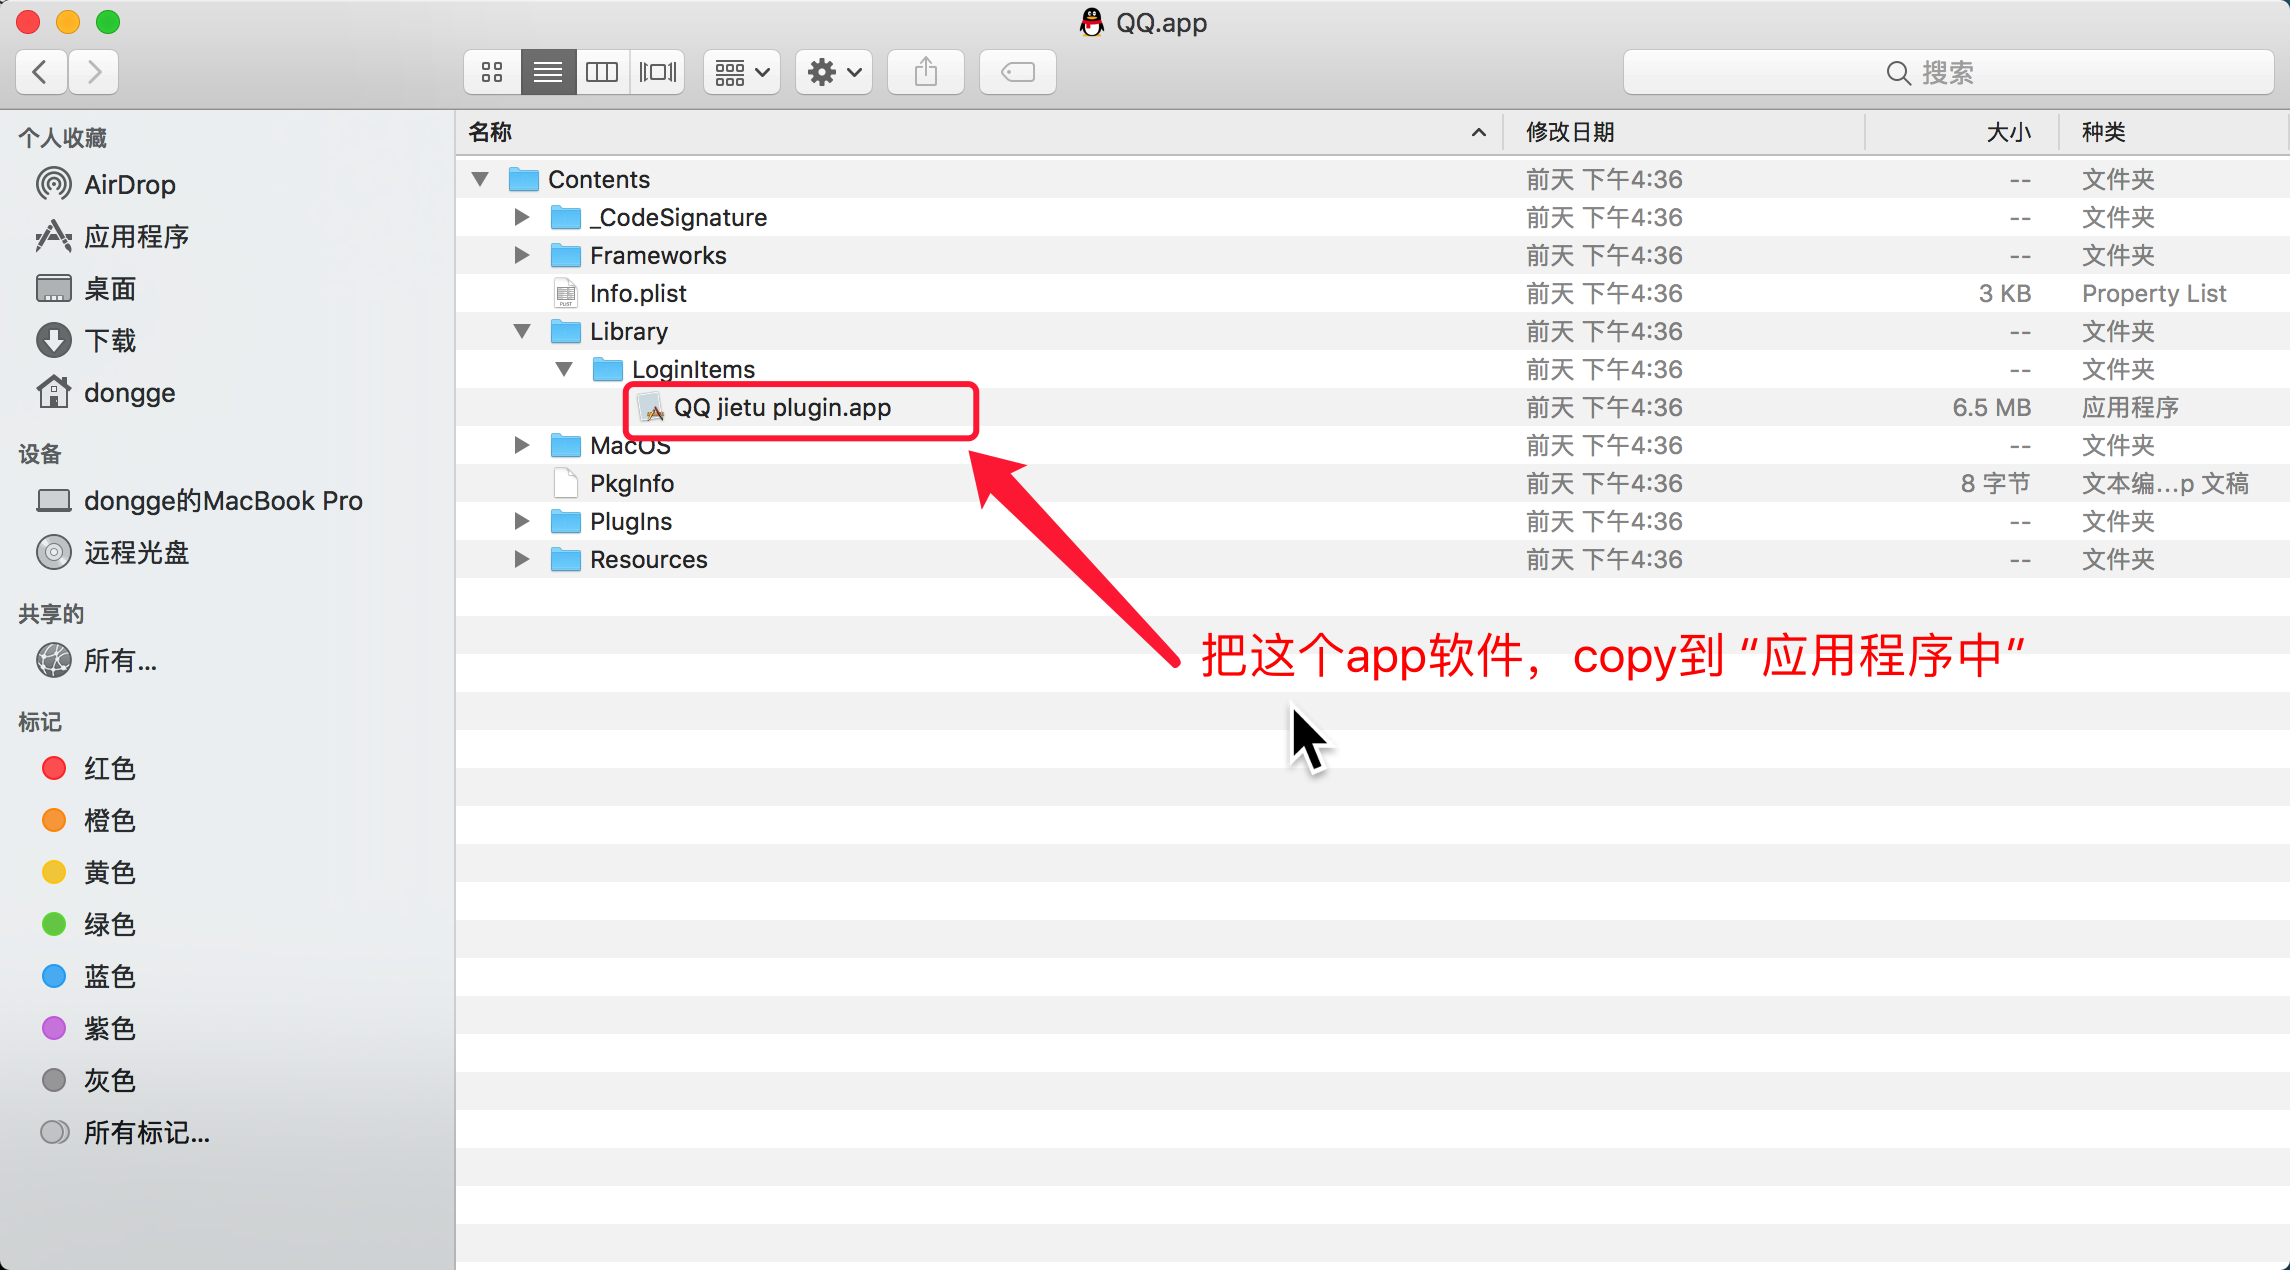 QQ.app
搜索
个人收藏
AirDrop
应用程序
桌面
下载
dongge
设备
dongge的MacBook Pro
远程光盘
共享的
所有...
标记
红色
橙色
黄色
绿色
蓝色
紫色
灰色
所有标记...
名称 修改日期 大小 种类
Contents 前天 下午4:36 -- 文件夹
_CodeSignature 前天 下午4:36 -- 文件夹
Frameworks 前天 下午4:36 -- 文件夹
Info.plist 前天 下午4:36 3 KB Property List
Library 前天 下午4:36 -- 文件夹
LoginItems 前天 下午4:36 -- 文件夹
QQ jietu plugin.app 前天 下午4:36 6.5 MB 应用程序
MacOS 前天 下午4:36 -- 文件夹
PkgInfo 前天 下午4:36 8 字节 文本编...p 文稿
PlugIns 前天 下午4:36 -- 文件夹
Resources 前天 下午4:36 -- 文件夹
把这个app软件，copy到 “应用程序中”